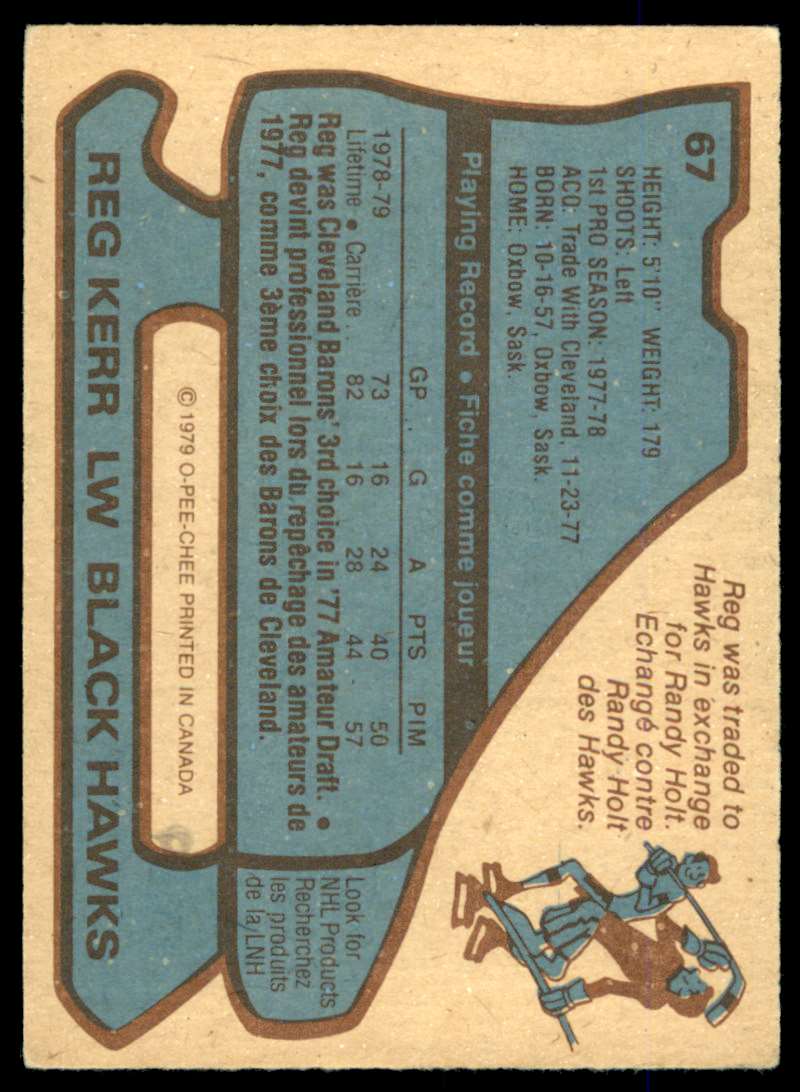 67
HEIGHT: 5'10" WEIGHT: 179
SHOOTS: Left
1st PRO SEASON: 1977-78
ACQ: Trade With Cleveland, 11-23-77
BORN: 10-16-57, Oxbow, Sask.
HOME: Oxbow, Sask.
Reg was traded to
Hawks in exchange
for Randy Holt.
Echangé contre
Randy Holt
des Hawks.
Playing Record • Fiche comme joueur
GP G A PTS PIM
1978-79 73 16 24 40 50
Lifetime • Carrière . . . 82 16 28 44 57
Reg was Cleveland Barons' 3rd choice in '77 Amateur Draft. •
Reg devint professionnel lors du repêchage des amateurs de
1977, comme 3ème choix des Barons de Cleveland.
Look for
NHL Products
Recherchez
les produits
de la LNH
© 1979 O-PEE-CHEE PRINTED IN CANADA
REG KERR LW BLACK HAWKS